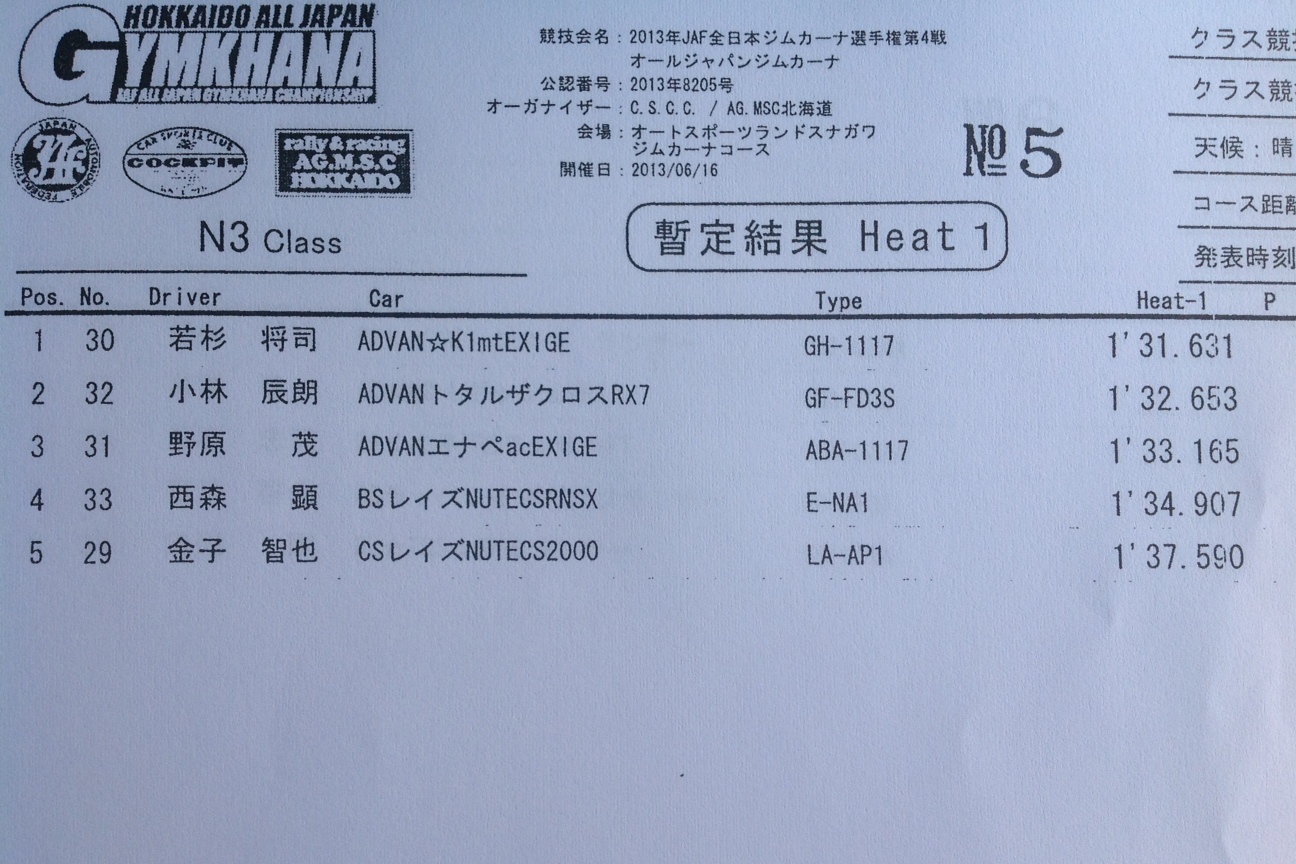 HOKKAIDO ALL JAPAN
GYMKHANA
JAF ALL JAPAN GYMKHANA CHAMPIONSHIP
JAPAN AUTOMOBILE FEDERATION
JAF
CAR SPORTS CLUB
COCKPIT
rally & racing
AG.M.S.C
HOKKAIDO
競技会名：2013年JAF全日本ジムカーナ選手権第4戦
オールジャパンジムカーナ
公認番号：2013年8205号
オーガナイザー：C.S.C.C. / AG.MSC北海道
会場：オートスポーツランドスナガワ
ジムカーナコース
開催日：2013/06/16
№5
クラス競技
クラス競
天候：晴
コース距離
発表時刻
N3 Class
暫定結果 Heat 1
Pos. No. Driver Car Type Heat-1 P
1 30 若杉 将司 ADVAN☆K1mtEXIGE GH-1117 1'31.631
2 32 小林 辰朗 ADVANトタルザクロスRX7 GF-FD3S 1'32.653
3 31 野原 茂 ADVANエナペacEXIGE ABA-1117 1'33.165
4 33 西森 顕 BSレイズNUTECSRNSX E-NA1 1'34.907
5 29 金子 智也 CSレイズNUTECS2000 LA-AP1 1'37.590